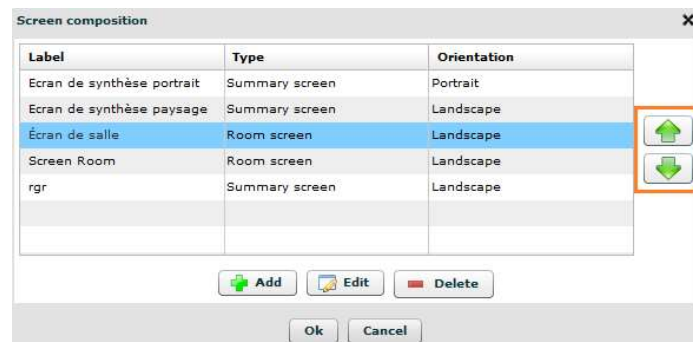 Screen composition
Label Type Orientation
Ecran de synthèse portrait Summary screen Portrait
Ecran de synthèse paysage Summary screen Landscape
Écran de salle Room screen Landscape
Screen Room Room screen Landscape
rgr Summary screen Landscape
Add Edit Delete
Ok Cancel